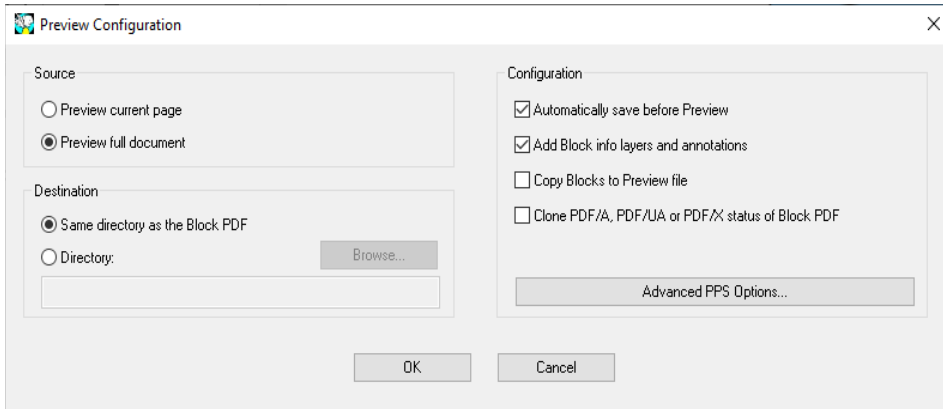 Preview Configuration
Source
Preview current page
Preview full document
Destination
Same directory as the Block PDF
Directory:
Browse...
Configuration
Automatically save before Preview
Add Block info layers and annotations
Copy Blocks to Preview file
Clone PDF/A, PDF/UA or PDF/X status of Block PDF
Advanced PPS Options...
OK
Cancel